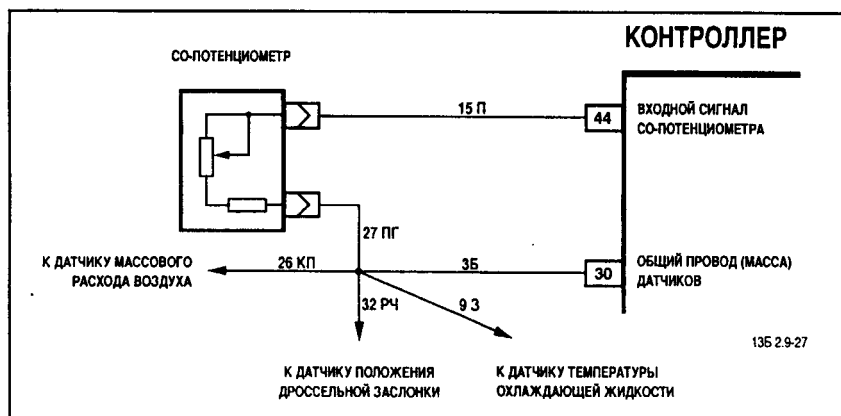 КОНТРОЛЛЕР
СО-ПОТЕНЦИОМЕТР
15 П
44
ВХОДНОЙ СИГНАЛ
СО-ПОТЕНЦИОМЕТРА
27 ПГ
К ДАТЧИКУ МАССОВОГО
РАСХОДА ВОЗДУХА
26 КП
3Б
30
ОБЩИЙ ПРОВОД (МАССА)
ДАТЧИКОВ
32 РЧ
9 З
13Б 2.9-27
К ДАТЧИКУ ПОЛОЖЕНИЯ
ДРОССЕЛЬНОЙ ЗАСЛОНКИ
К ДАТЧИКУ ТЕМПЕРАТУРЫ
ОХЛАЖДАЮЩЕЙ ЖИДКОСТИ